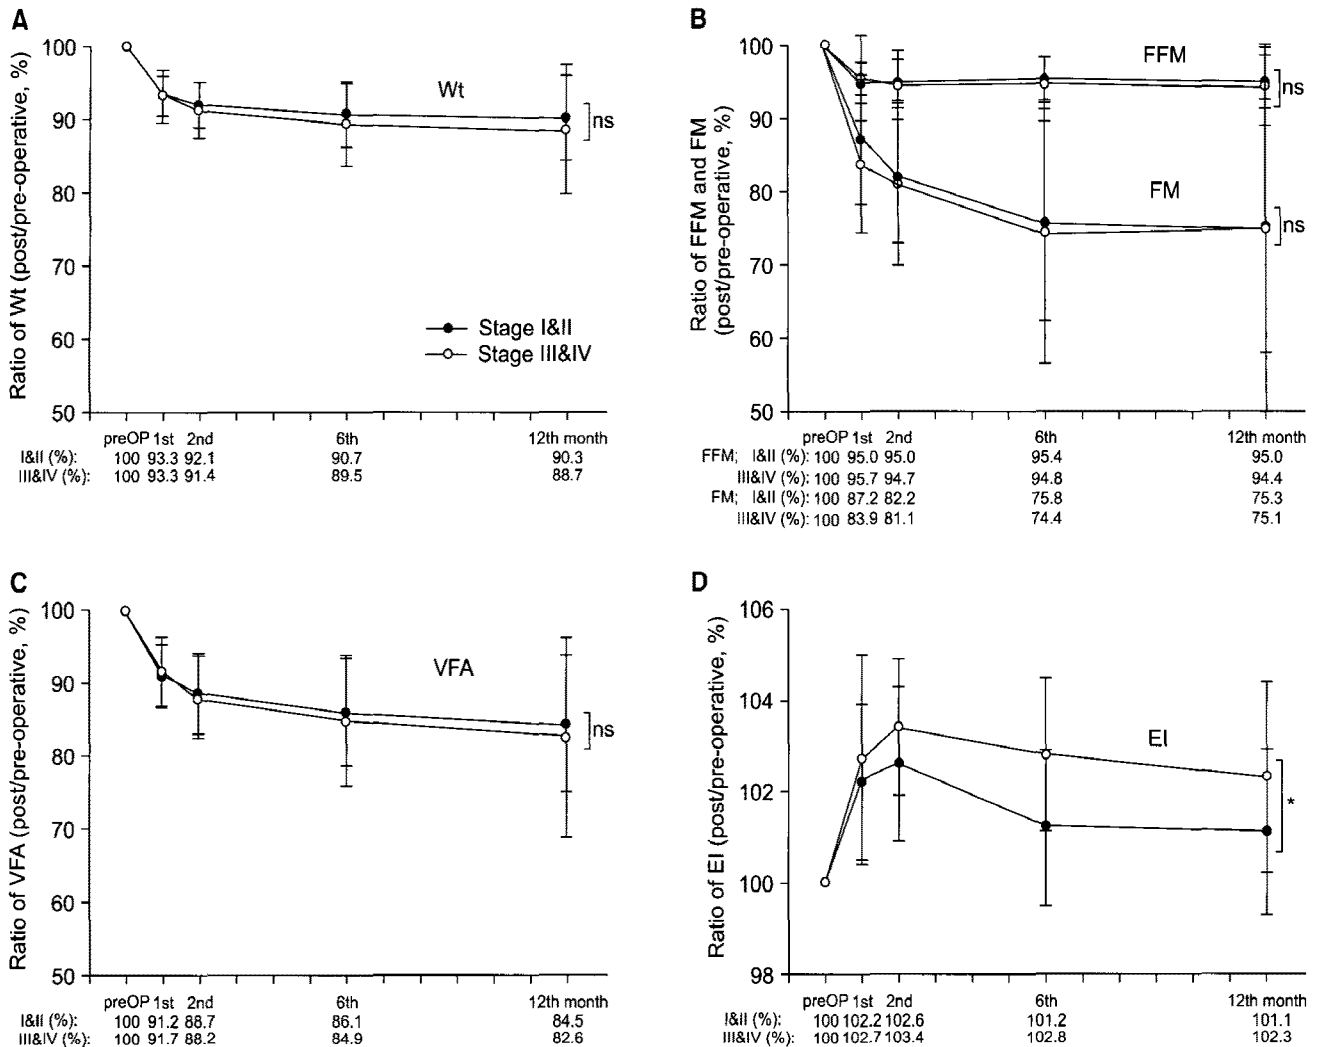 A
Ratio of Wt (post/pre-operative, %)
100
90
80
70
60
50
Wt
ns
Stage I&II
Stage III&IV
preOP 1st 2nd 6th 12th month
I&II (%): 100 93.3 92.1 90.7 90.3
III&IV (%): 100 93.3 91.4 89.5 88.7
B
Ratio of FFM and FM
(post/pre-operative, %)
100
90
80
70
60
50
FFM
ns
FM
ns
preOP 1st 2nd 6th 12th month
FFM; I&II (%): 100 95.0 95.0 95.4 95.0
III&IV (%): 100 95.7 94.7 94.8 94.4
FM; I&II (%): 100 87.2 82.2 75.8 75.3
III&IV (%): 100 83.9 81.1 74.4 75.1
C
Ratio of VFA (post/pre-operative, %)
100
90
80
70
60
50
VFA
ns
preOP 1st 2nd 6th 12th month
I&II (%): 100 91.2 88.7 86.1 84.5
III&IV (%): 100 91.7 88.2 84.9 82.6
D
Ratio of EI (post/pre-operative, %)
106
104
102
100
98
EI
*
preOP 1st 2nd 6th 12th month
I&II (%): 100 102.2 102.6 101.2 101.1
III&IV (%): 100 102.7 103.4 102.8 102.3